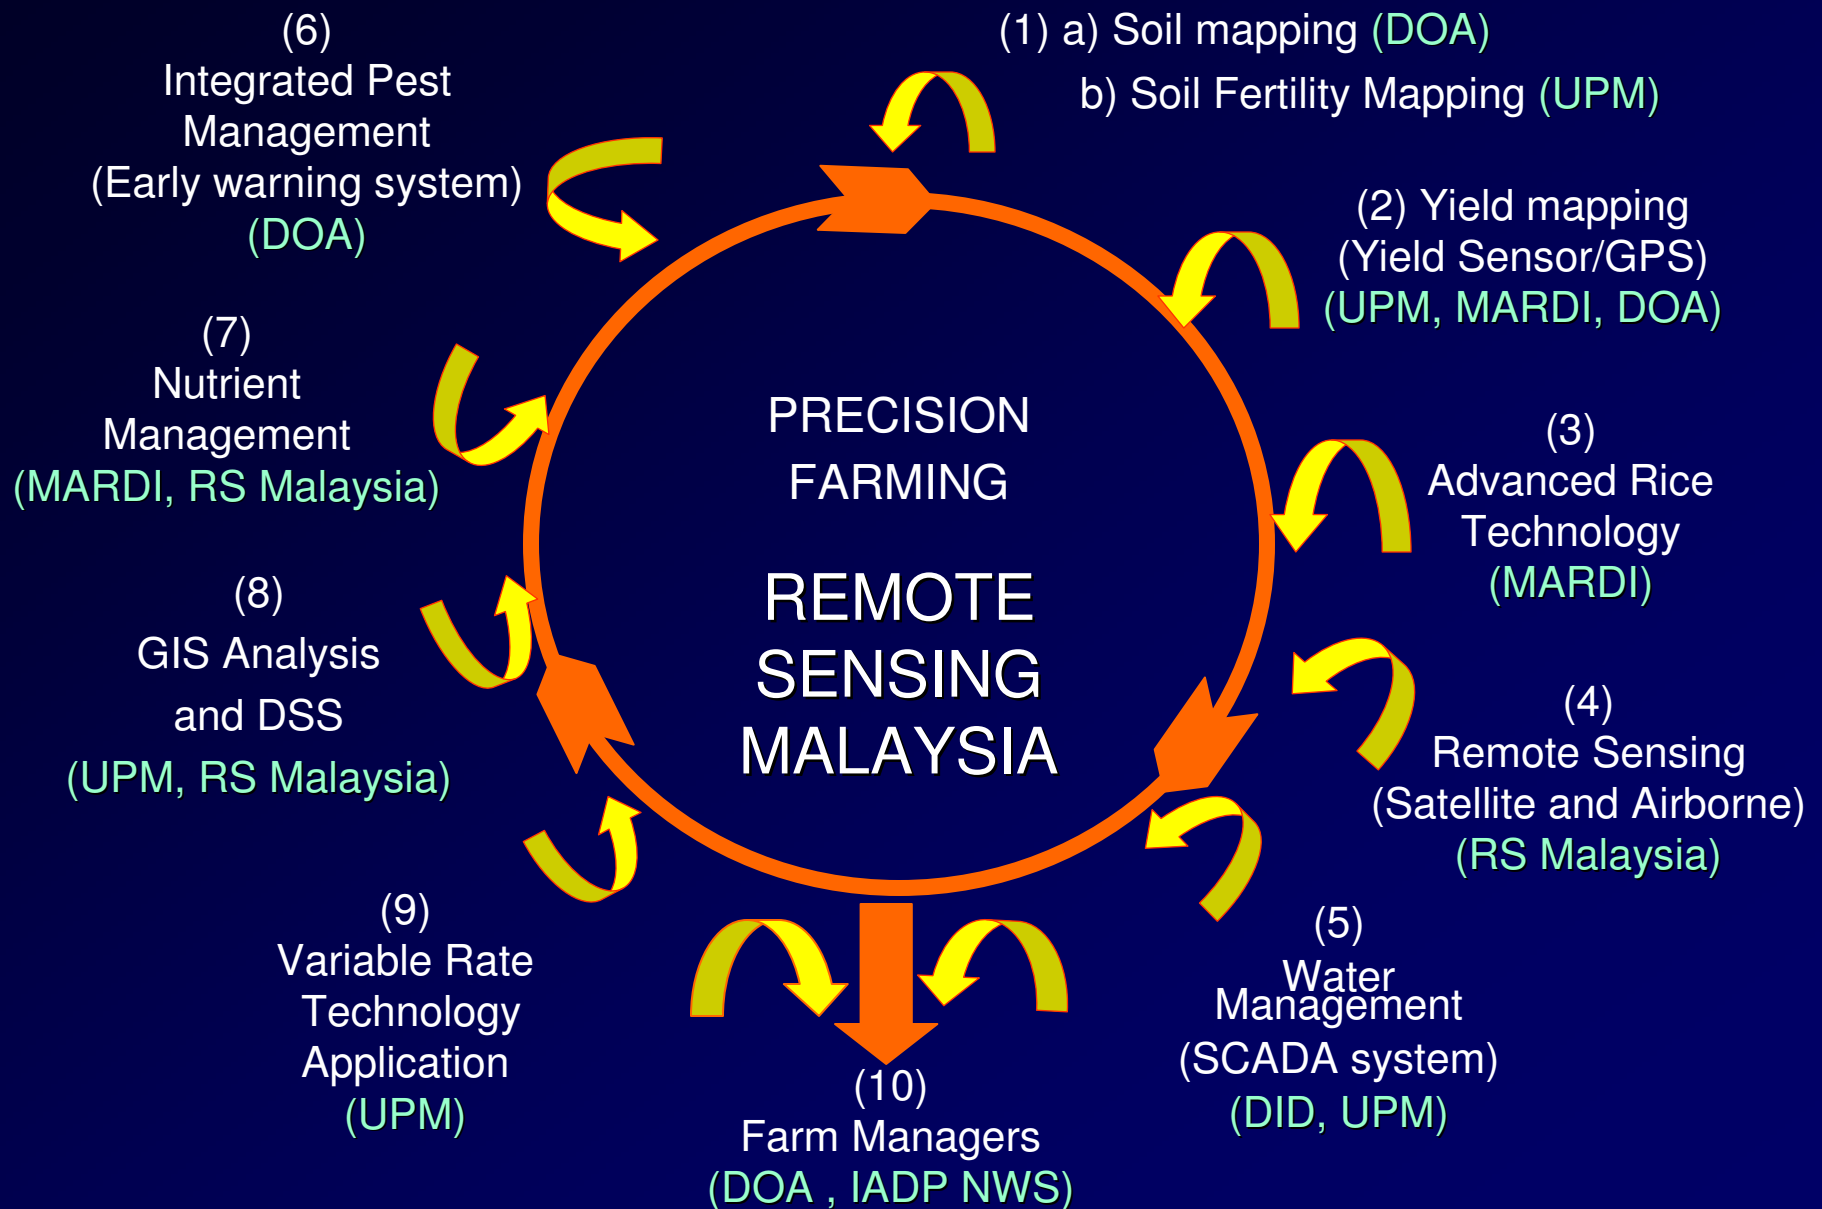 (1) a) Soil mapping (DOA)
b) Soil Fertility Mapping (UPM)
(2) Yield mapping
(Yield Sensor/GPS)
(UPM, MARDI, DOA)
(3)
Advanced Rice
Technology
(MARDI)
(4)
Remote Sensing
(Satellite and Airborne)
(RS Malaysia)
(5)
Water
Management
(SCADA system)
(DID, UPM)
(6)
Integrated Pest
Management
(Early warning system)
(DOA)
(7)
Nutrient
Management
(MARDI, RS Malaysia)
(8)
GIS Analysis
and DSS
(UPM, RS Malaysia)
(9)
Variable Rate
Technology
Application
(UPM)
(10)
Farm Managers
(DOA , IADP NWS)
PRECISION
FARMING
REMOTE
SENSING
MALAYSIA